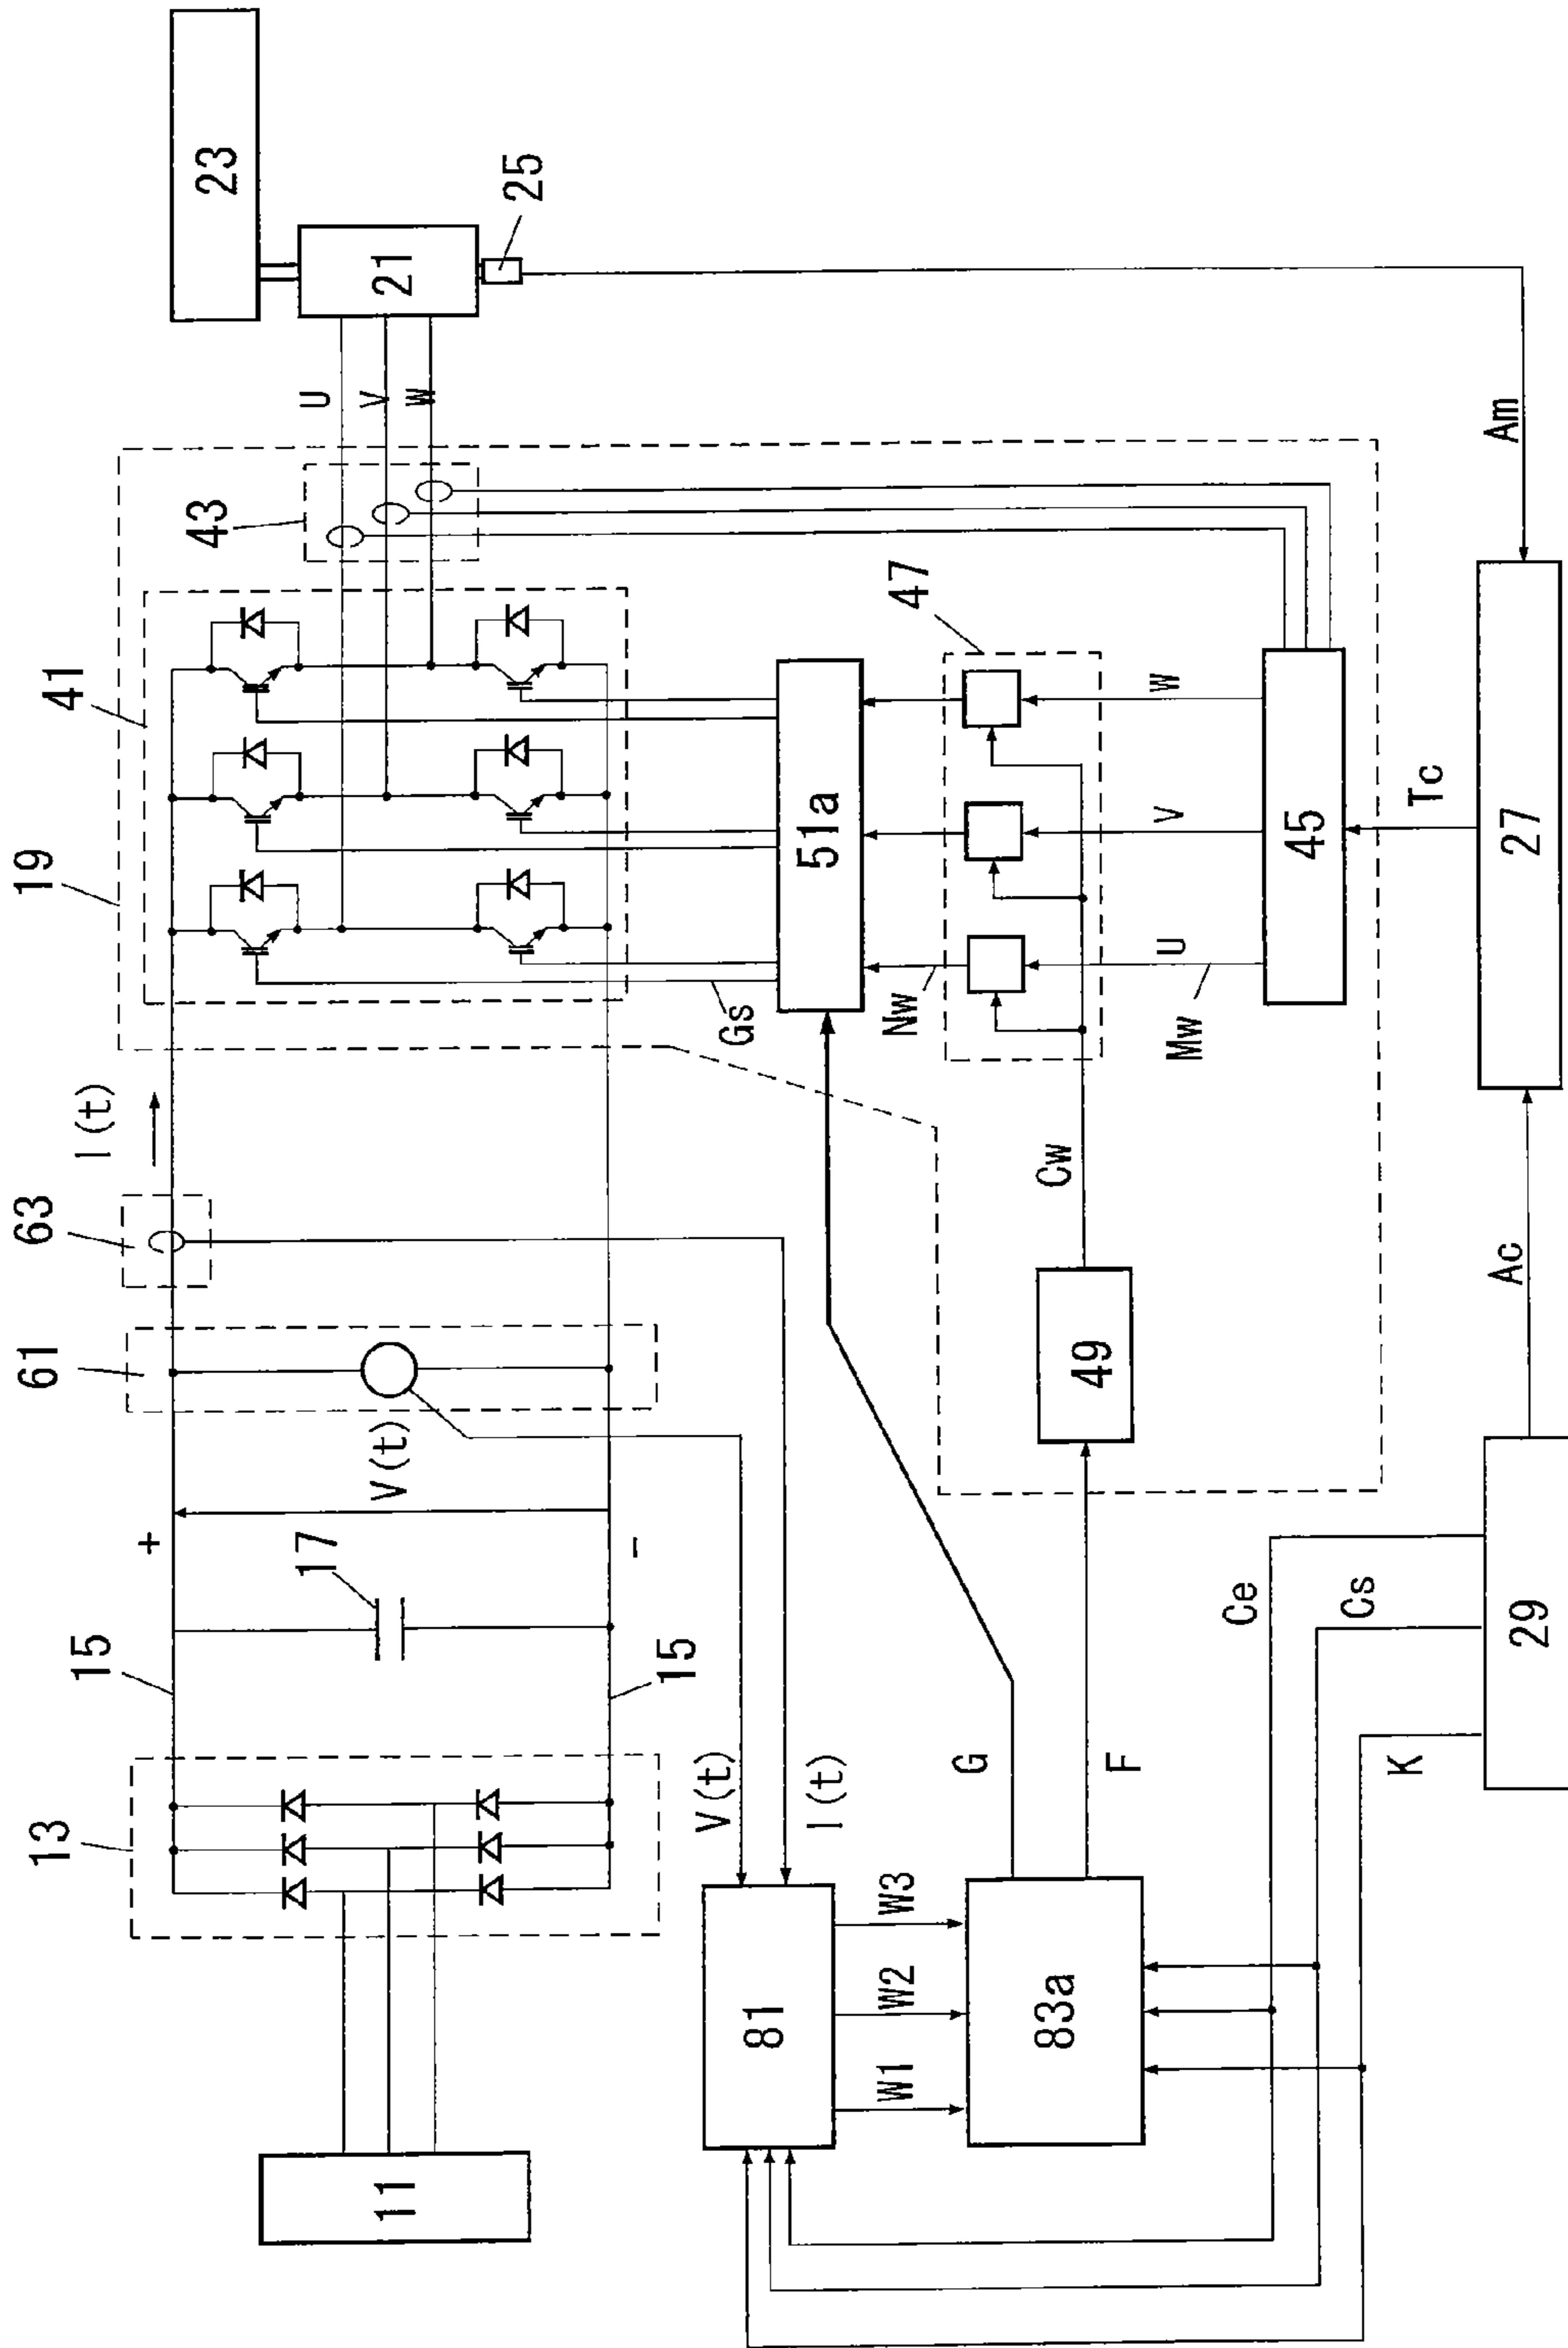 23
21
25
U
V
W
43
41
19
47
51a
45
27
Am
Tc
W
V
U
Mw
Nw
Gs
I(t)
63
61
Cw
49
Ac
V(t)
+
-
17
15
15
13
11
V(t)
I(t)
G
F
81
W3
W2
W1
83a
Ce
Cs
K
29